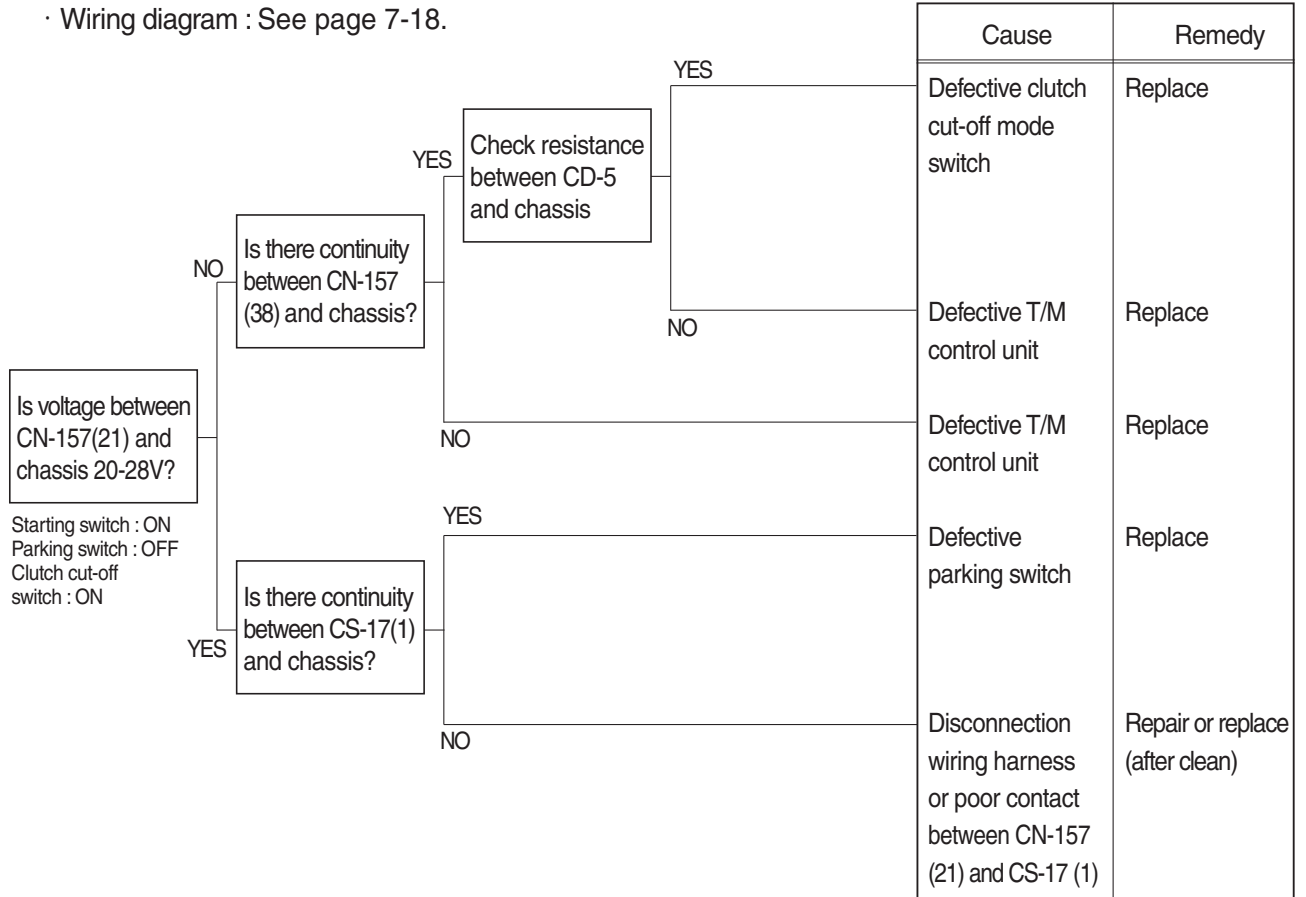 · Wiring diagram : See page 7-18.
Cause Remedy
YES
Defective clutch
cut-off mode
switch
Replace
YES
Check resistance
between CD-5
and chassis
NO
Is there continuity
between CN-157
(38) and chassis?
NO
Defective T/M
control unit
Replace
Is voltage between
CN-157(21) and
chassis 20-28V?
NO
Defective T/M
control unit
Replace
Starting switch : ON
Parking switch : OFF
Clutch cut-off
switch : ON
YES
Defective
parking switch
Replace
YES
Is there continuity
between CS-17(1)
and chassis?
NO
Disconnection
wiring harness
or poor contact
between CN-157
(21) and CS-17 (1)
Repair or replace
(after clean)